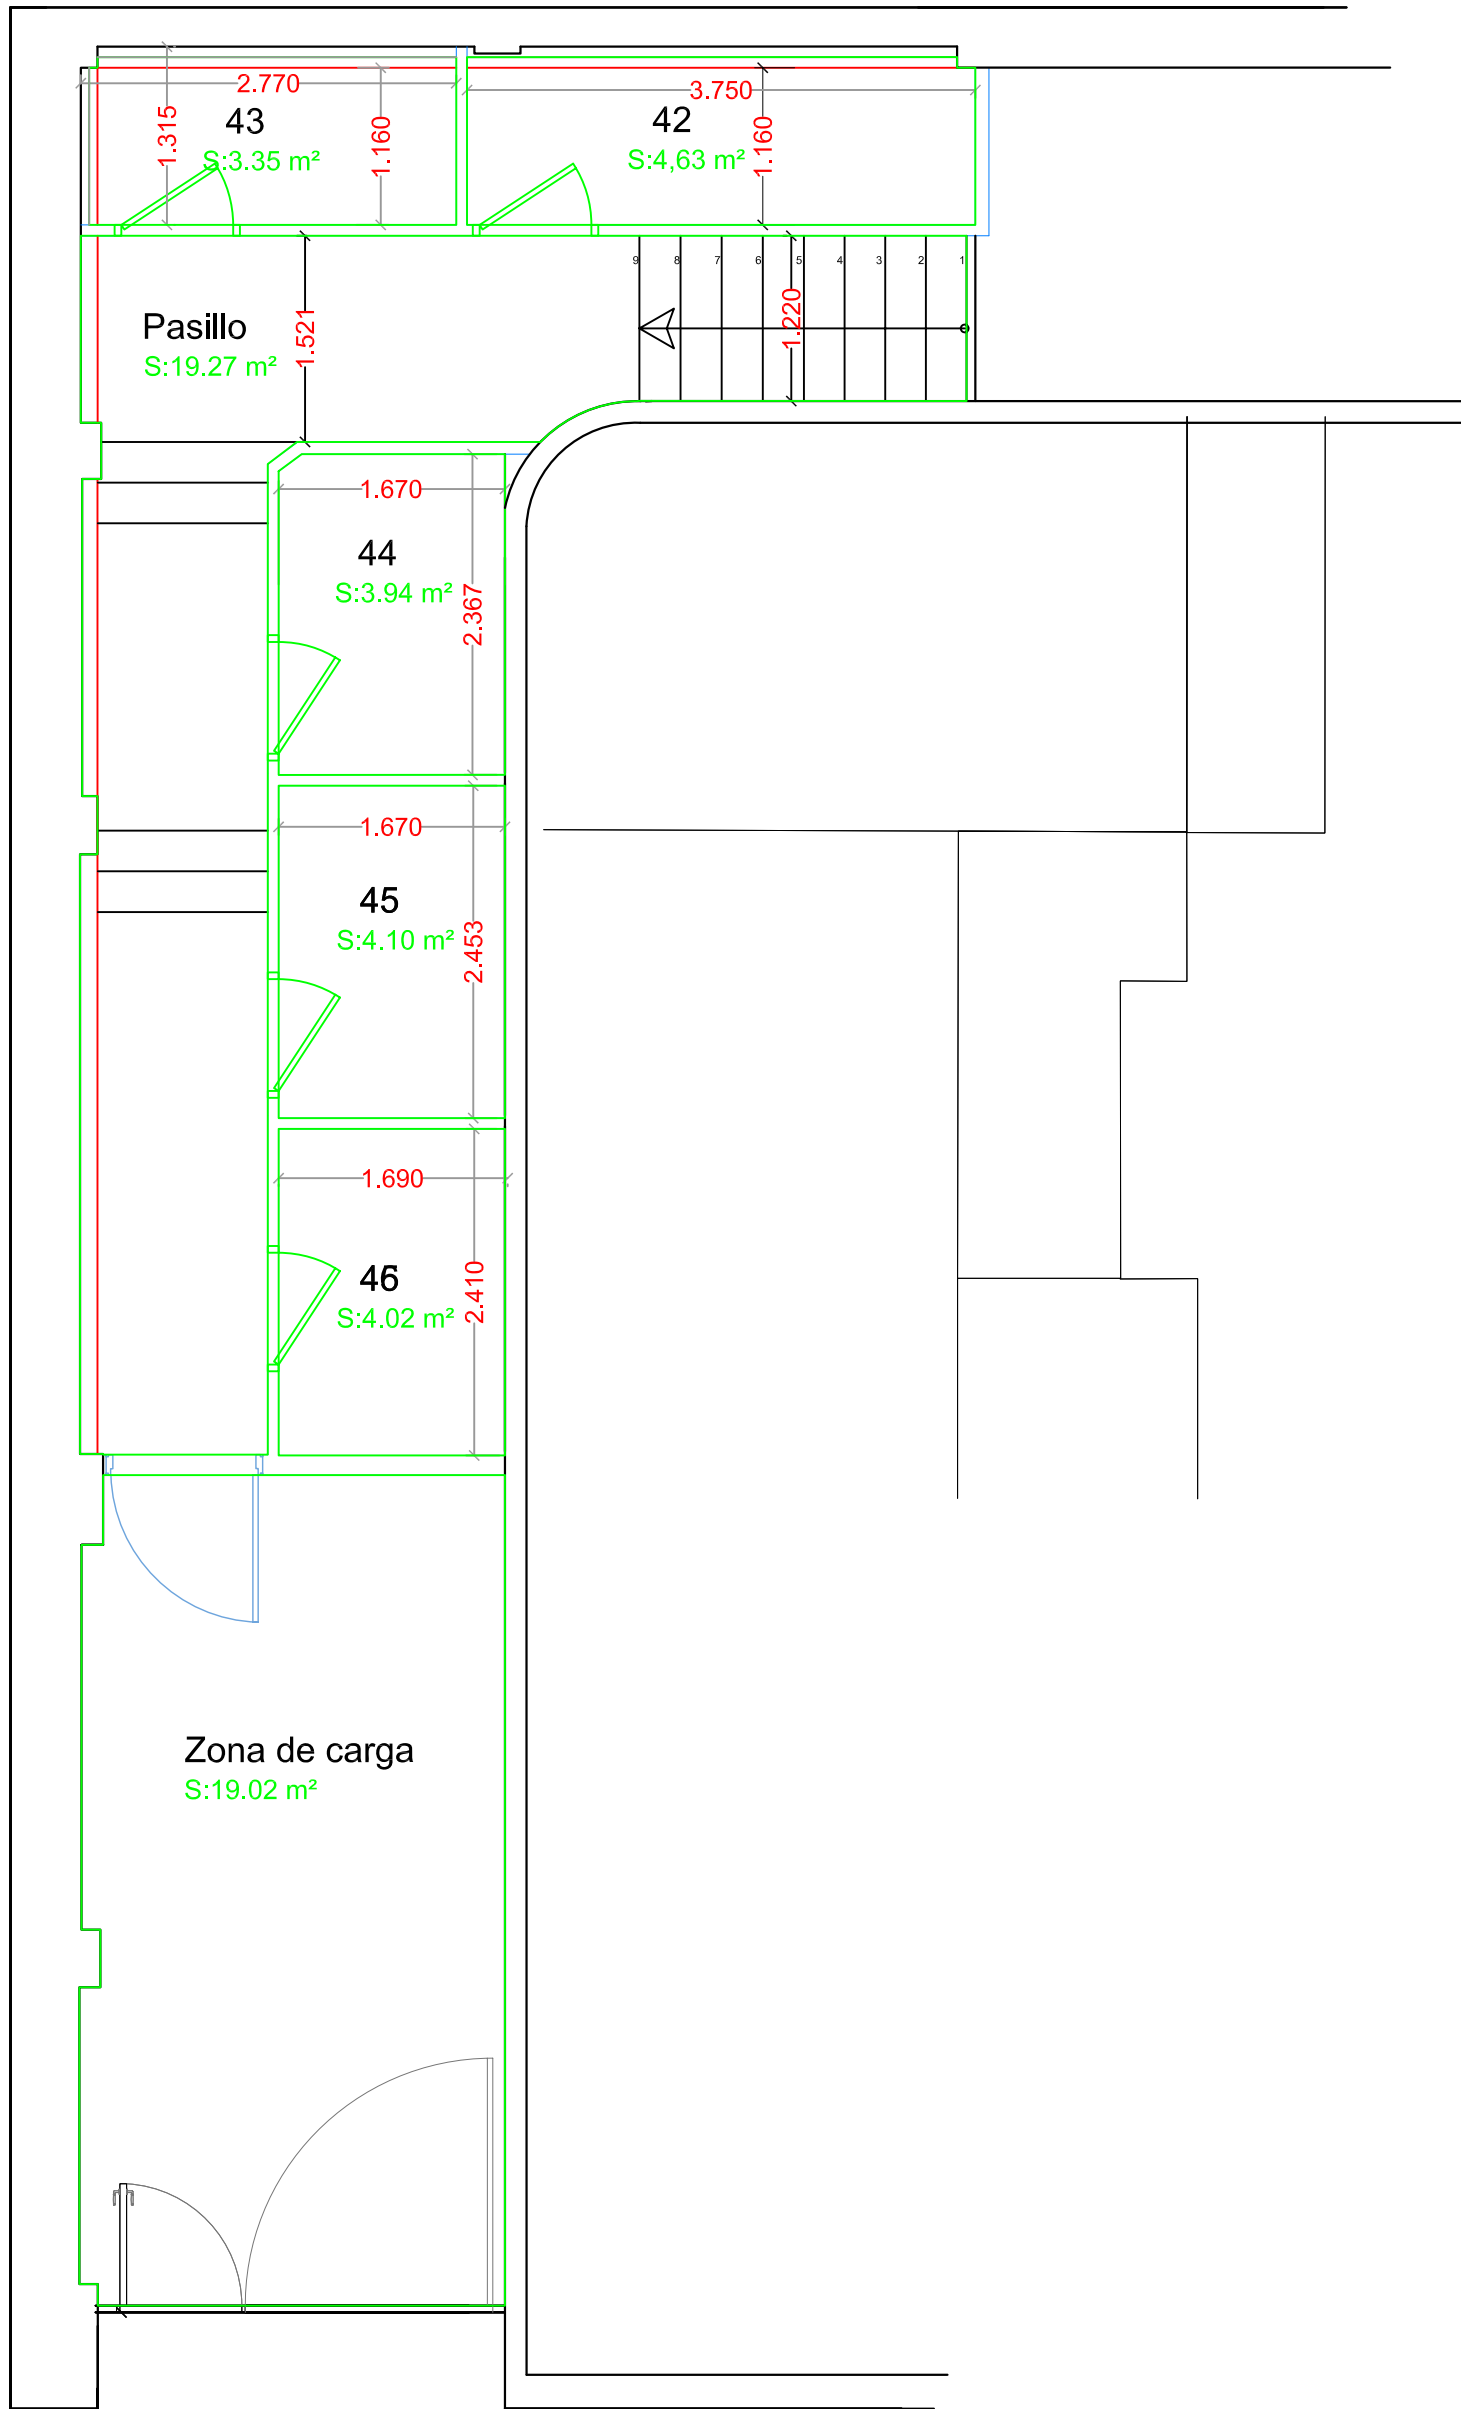 2.770
3.750
1.315
43
S:3.35 m²
1.160
42
S:4,63 m²
1.160
9 8 7 6 5 4 3 2 1
Pasillo
S:19.27 m²
1.521
1.220
1.670
44
S:3.94 m²
2.367
1.670
45
S:4.10 m²
2.453
1.690
46
S:4.02 m²
2.410
Zona de carga
S:19.02 m²